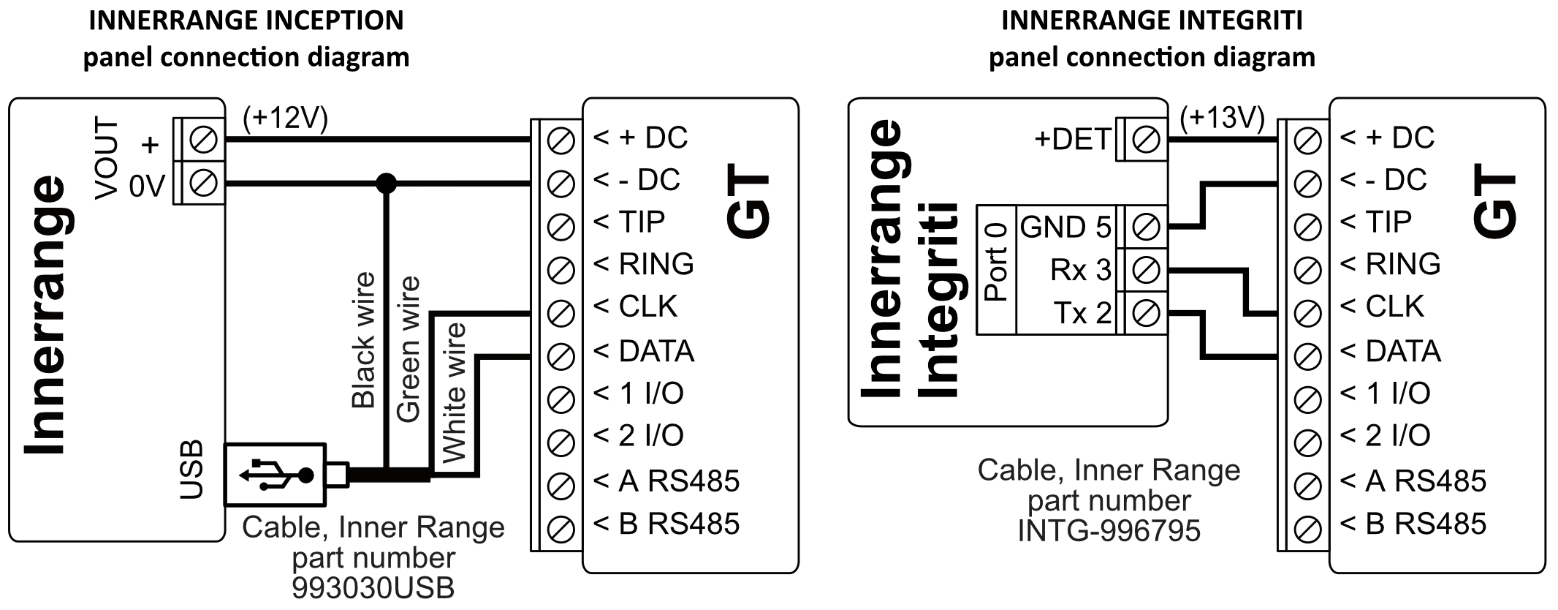 INNERRANGE INCEPTION
panel connection diagram
Innerrange
VOUT
+
0V
(+12V)
USB
Black wire
Green wire
White wire
< + DC
< - DC
< TIP
< RING
< CLK
< DATA
< 1 I/O
< 2 I/O
< A RS485
< B RS485
GT
Cable, Inner Range
part number
993030USB
INNERRANGE INTEGRITI
panel connection diagram
Innerrange
Integriti
+DET
(+13V)
Port 0
GND 5
Rx 3
Tx 2
< + DC
< - DC
< TIP
< RING
< CLK
< DATA
< 1 I/O
< 2 I/O
< A RS485
< B RS485
GT
Cable, Inner Range
part number
INTG-996795